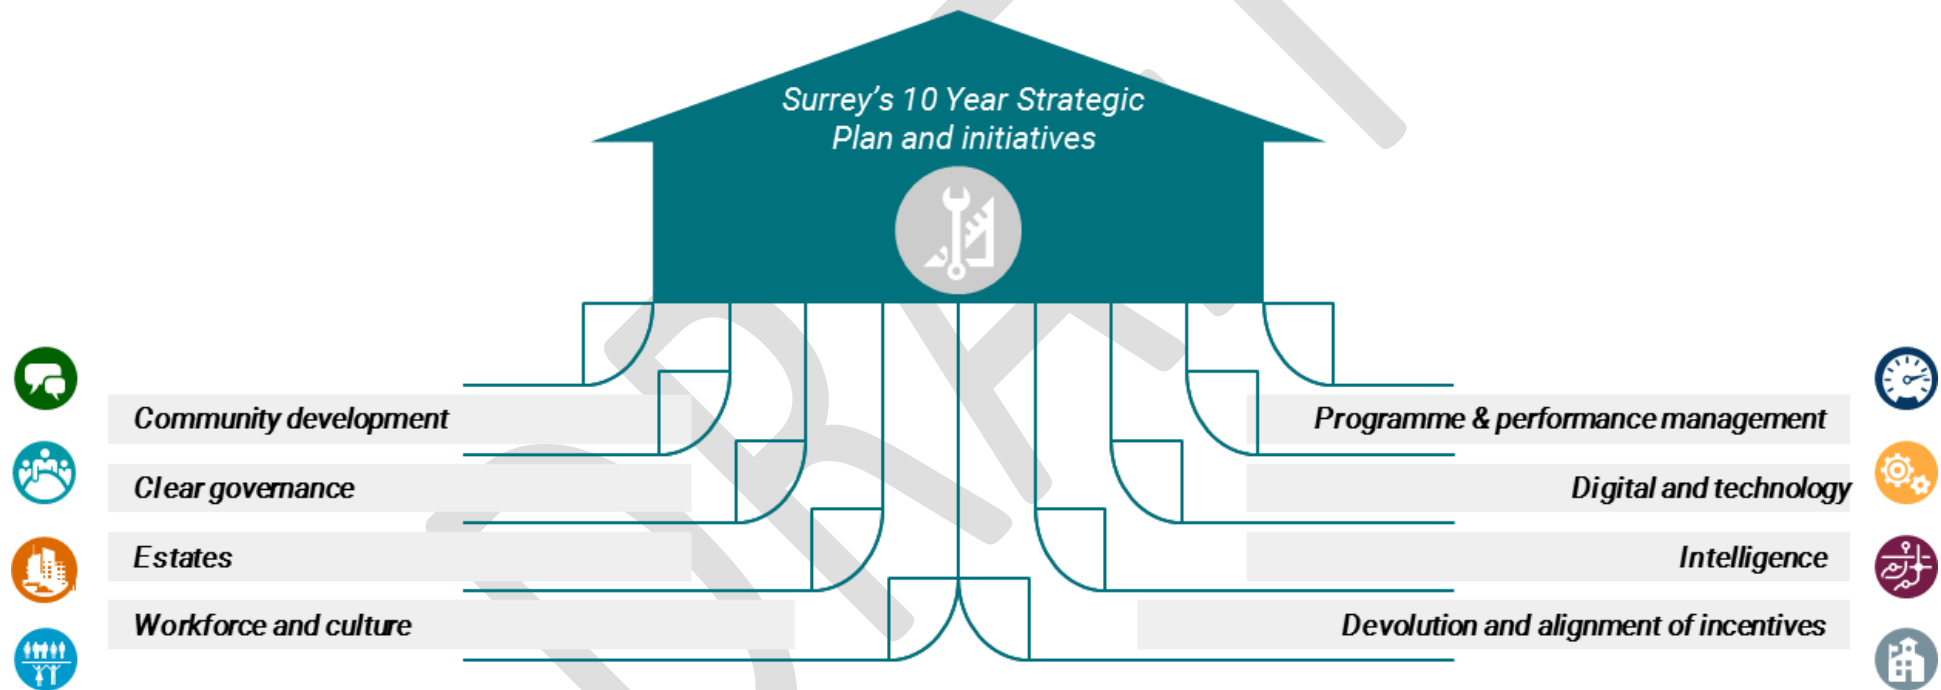 Surrey's 10 Year Strategic
Plan and initiatives
Community development
Clear governance
Estates
Workforce and culture
Programme & performance management
Digital and technology
Intelligence
Devolution and alignment of incentives
DRAFT